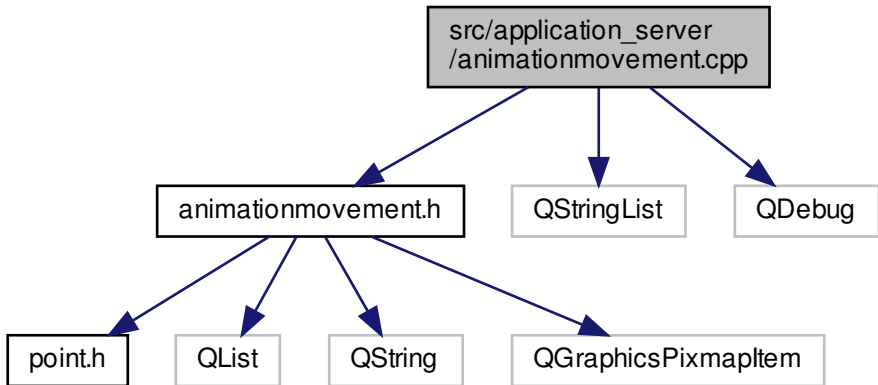 src/application_server
/animationmovement.cpp
animationmovement.h
QStringList
QDebug
point.h
QList
QString
QGraphicsPixmapItem